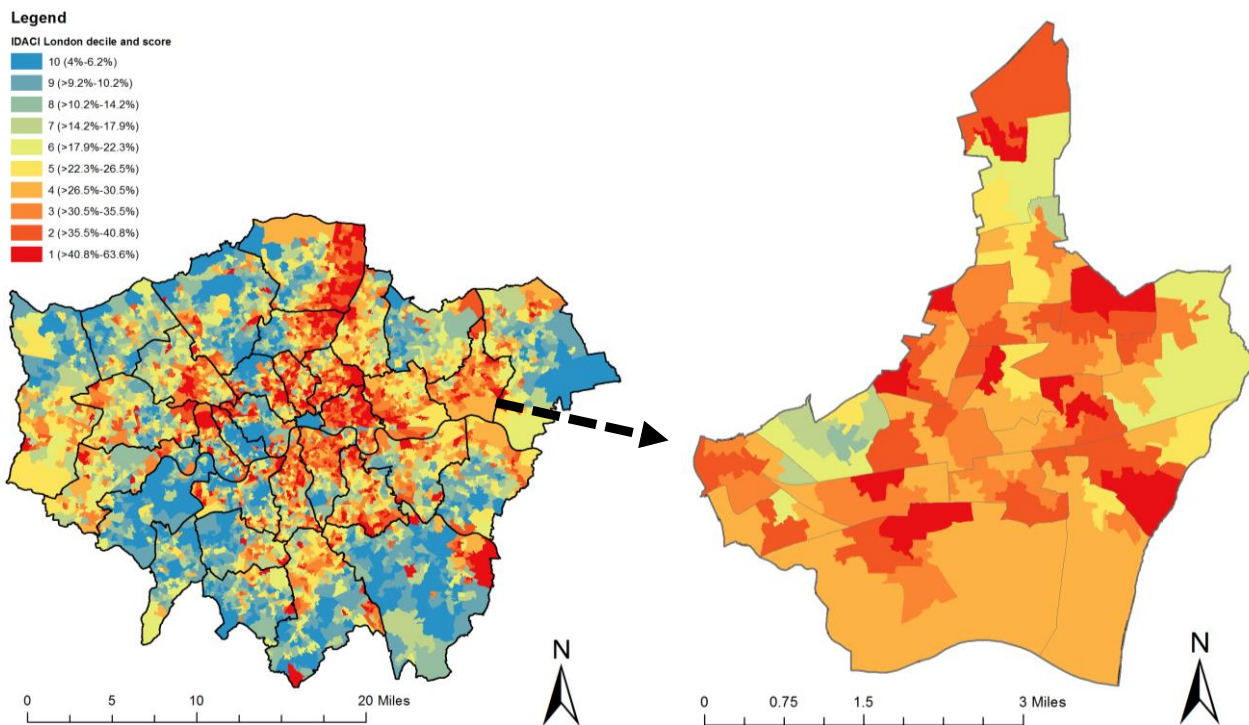 Legend
IDACI London decile and score
10 (4%-6.2%)
9 (>9.2%-10.2%)
8 (>10.2%-14.2%)
7 (>14.2%-17.9%)
6 (>17.9%-22.3%)
5 (>22.3%-26.5%)
4 (>26.5%-30.5%)
3 (>30.5%-35.5%)
2 (>35.5%-40.8%)
1 (>40.8%-63.6%)
N
0 10 20 Miles
N
0 0.75 1.5 3 Miles